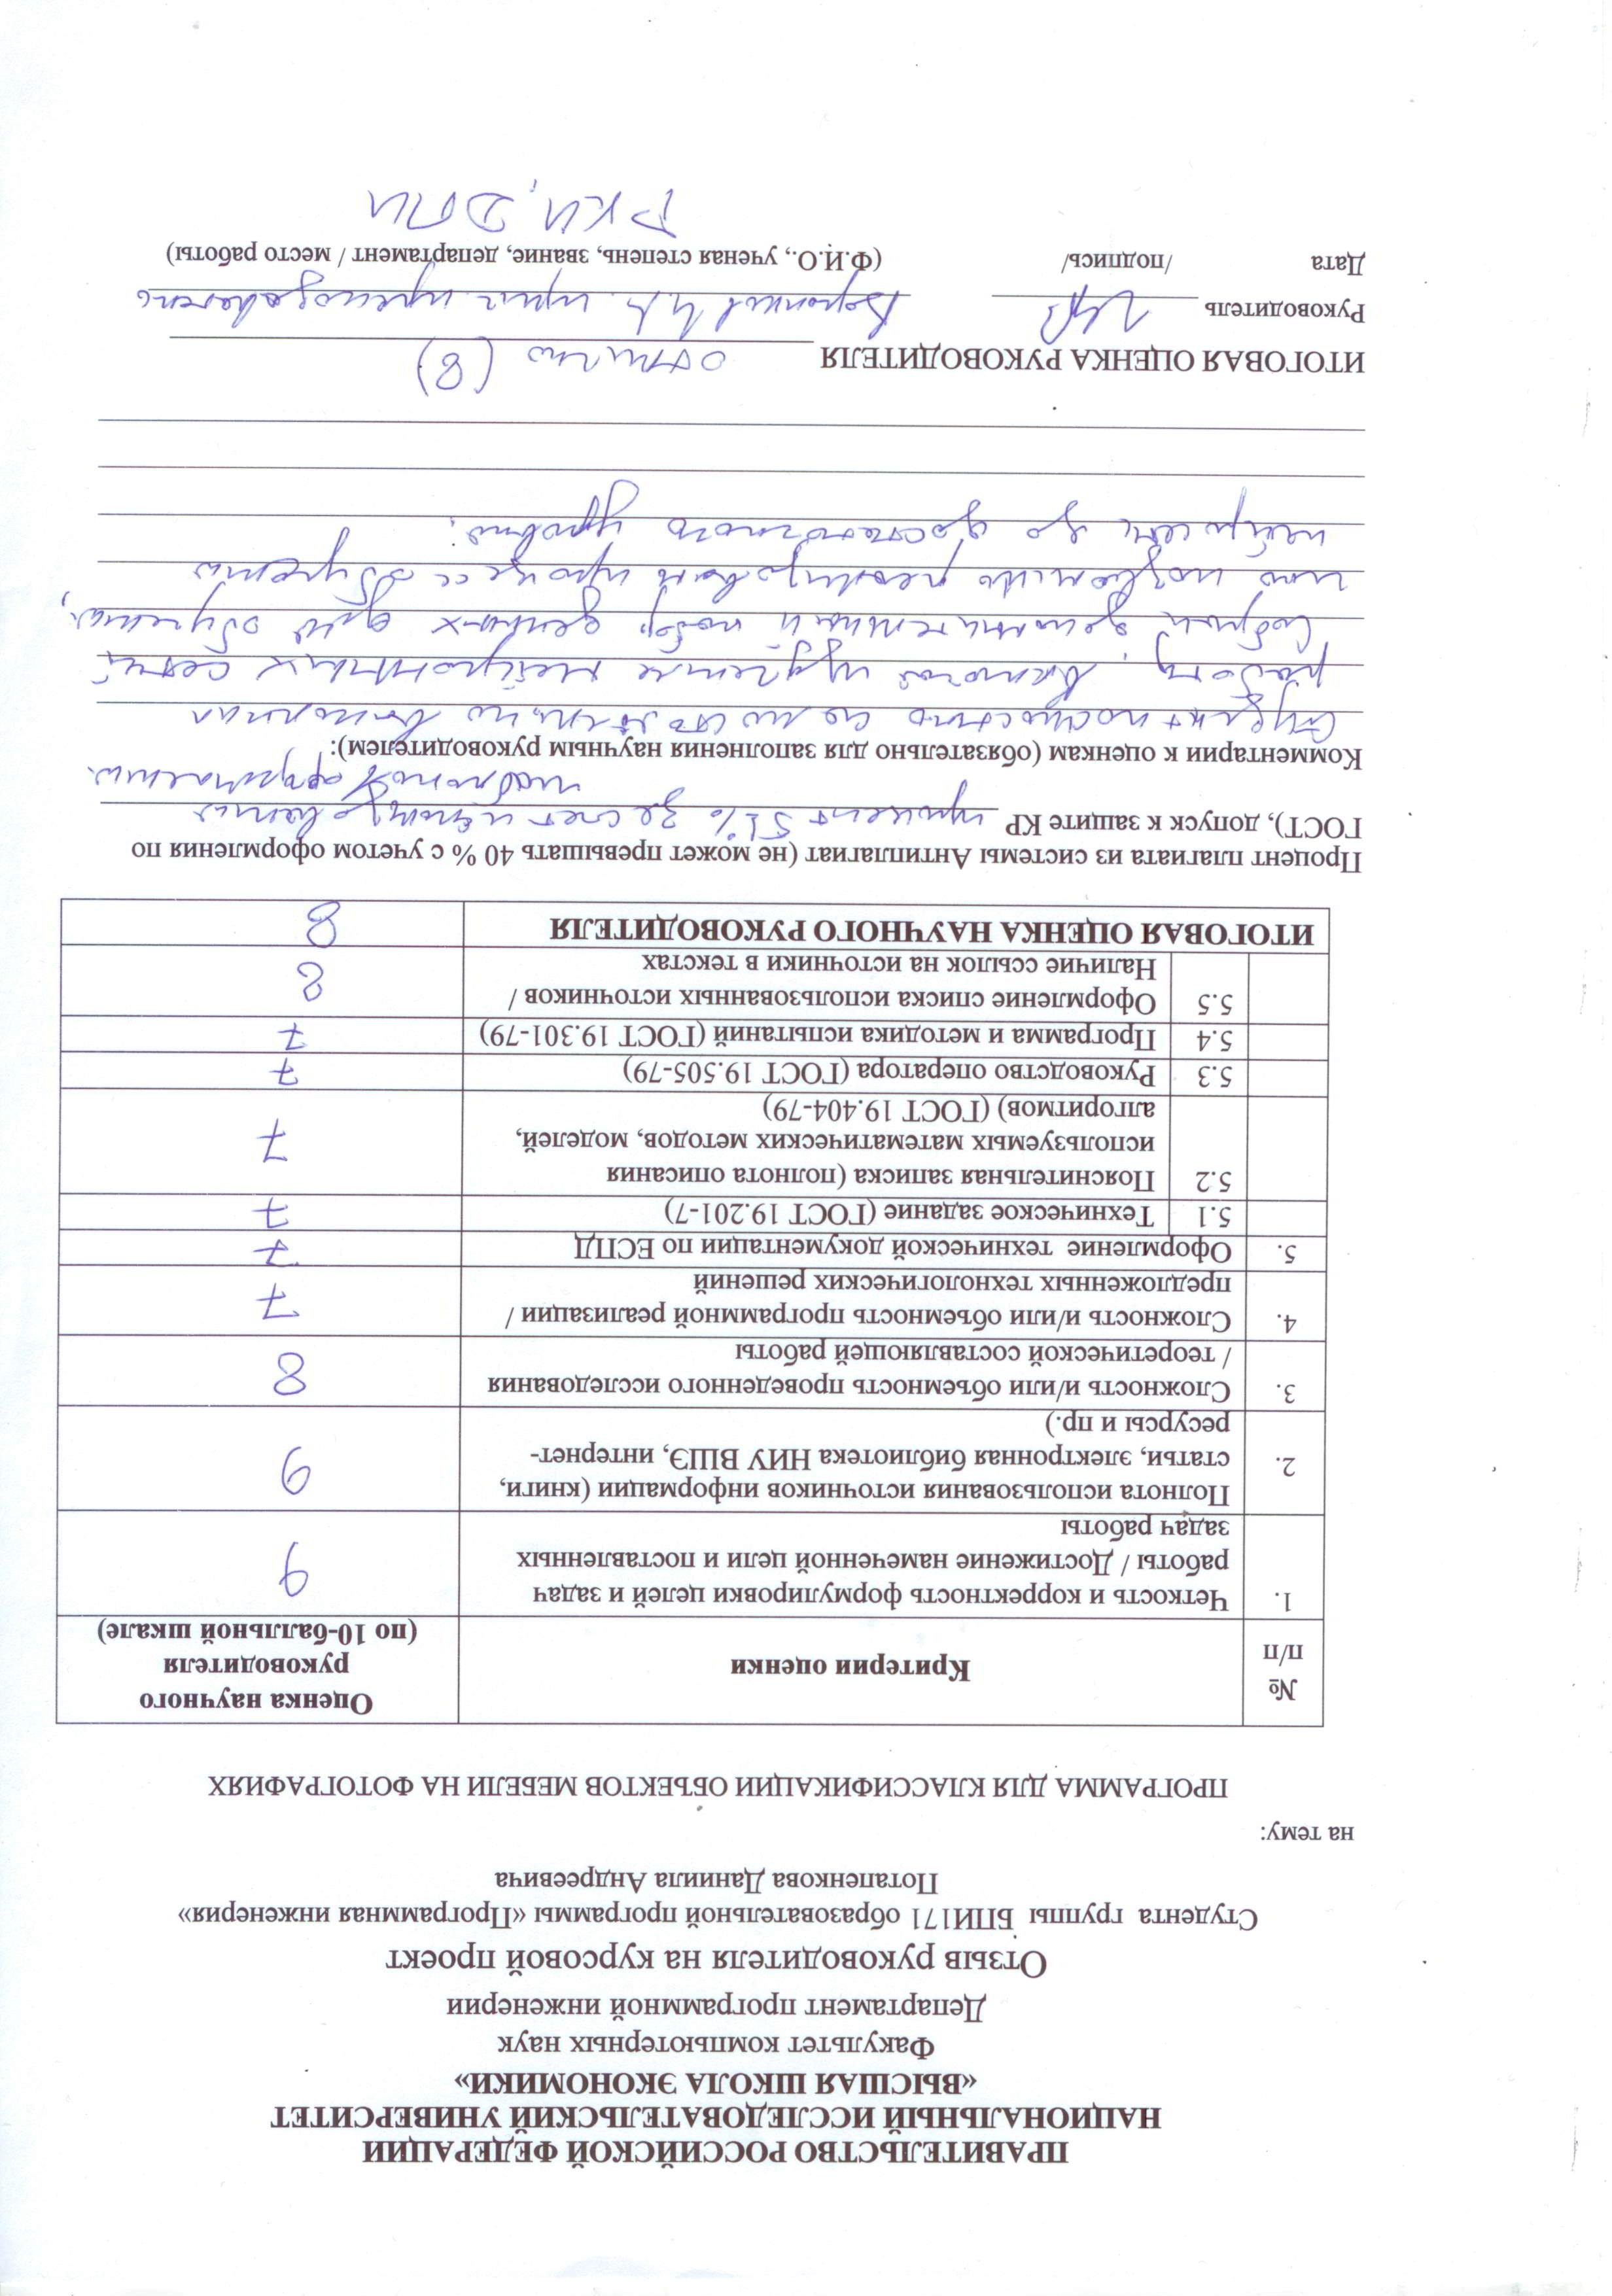 ПРАВИТЕЛЬСТВО РОССИЙСКОЙ ФЕДЕРАЦИИ
НАЦИОНАЛЬНЫЙ ИССЛЕДОВАТЕЛЬСКИЙ УНИВЕРСИТЕТ
«ВЫСШАЯ ШКОЛА ЭКОНОМИКИ»
Факультет компьютерных наук
Департамент программной инженерии
Отзыв руководителя на курсовой проект
Студента группы БПИ171 образовательной программы «Программная инженерия»
Потапенкова Даниила Андреевича
на тему:
ПРОГРАММА ДЛЯ КЛАССИФИКАЦИИ ОБЪЕКТОВ МЕБЕЛИ НА ФОТОГРАФИЯХ
№ п/п
Критерии оценки
Оценка научного
руководителя
(по 10-балльной шкале)
1. Четкость и корректность формулировки целей и задач
работы / Достижение намеченной цели и поставленных
задач работы
9
2. Полнота использования источников информации (книги,
статьи, электронная библиотека НИУ ВШЭ, интернет-
ресурсы и пр.)
9
3. Сложность и/или объемность проведенного исследования
/ теоретической составляющей работы
8
4. Сложность и/или объемность программной реализации /
предложенных технологических решений
7
5. Оформление технической документации по ЕСПД 7
5.1 Техническое задание (ГОСТ 19.201-7) 7
5.2 Пояснительная записка (полнота описания
используемых математических методов, моделей,
алгоритмов) (ГОСТ 19.404-79)
7
5.3 Руководство оператора (ГОСТ 19.505-79) 7
5.4 Программа и методика испытаний (ГОСТ 19.301-79) 7
5.5 Оформление списка использованных источников /
Наличие ссылок на источники в текстах
8
ИТОГОВАЯ ОЦЕНКА НАУЧНОГО РУКОВОДИТЕЛЯ 8
Процент плагиата из системы Антиплагиат (не может превышать 40 % с учетом оформления по
ГОСТ), допуск к защите КР процент 51% за счет использования
шаблонов оформления.
Комментарии к оценкам (обязательно для заполнения научным руководителем):
Студент полностью самостоятельно выполнил
работу, включая изучение нейронных сетей
Собрал дополнительный набор данных для обучения,
что позволило реализовать процесс обучения
нейросети до достаточного уровня.
ИТОГОВАЯ ОЦЕНКА РУКОВОДИТЕЛЯ отлично (8)
Руководитель преподаватель
Дата /подпись/ (Ф.И.О., ученая степень, звание, департамент / место работы)
ФКН, ДПИ